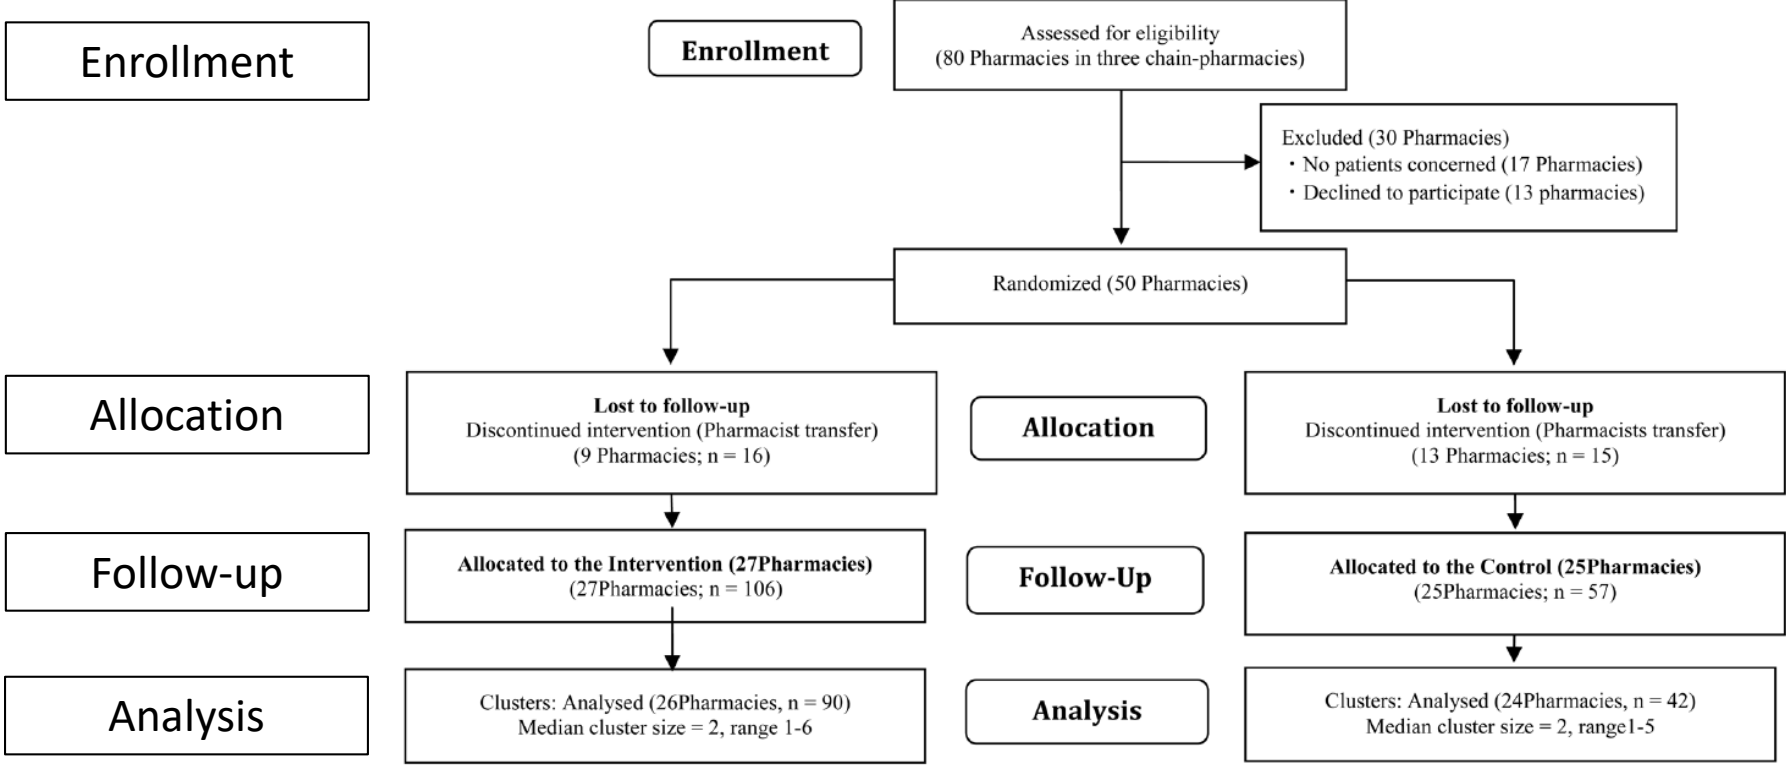 Enrollment
Enrollment
Assessed for eligibility
(80 Pharmacies in three chain-pharmacies)
Excluded (30 Pharmacies)
・No patients concerned (17 Pharmacies)
・Declined to participate (13 pharmacies)
Randomized (50 Pharmacies)
Allocation
Lost to follow-up
Discontinued intervention (Pharmacist transfer)
(9 Pharmacies; n = 16)
Allocation
Lost to follow-up
Discontinued intervention (Pharmacists transfer)
(13 Pharmacies; n = 15)
Follow-up
Allocated to the Intervention (27Pharmacies)
(27Pharmacies; n = 106)
Follow-Up
Allocated to the Control (25Pharmacies)
(25Pharmacies; n = 57)
Analysis
Clusters: Analysed (26Pharmacies, n = 90)
Median cluster size = 2, range 1-6
Analysis
Clusters: Analysed (24Pharmacies, n = 42)
Median cluster size = 2, range1-5